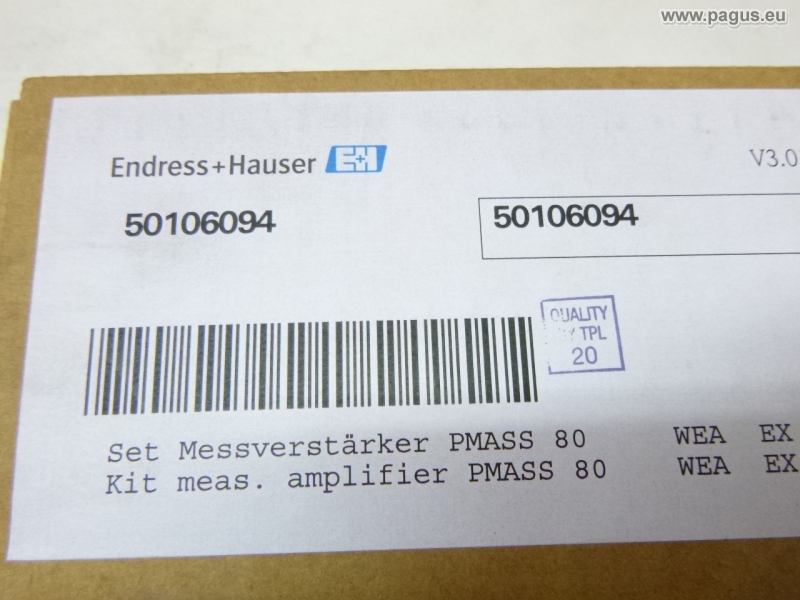 www.pagus.eu
Endress+Hauser E+H
V3.0
50106094
50106094
QUALITY
TPL
20
Set Messverstärker PMASS 80 WEA EX
Kit meas. amplifier PMASS 80 WEA EX